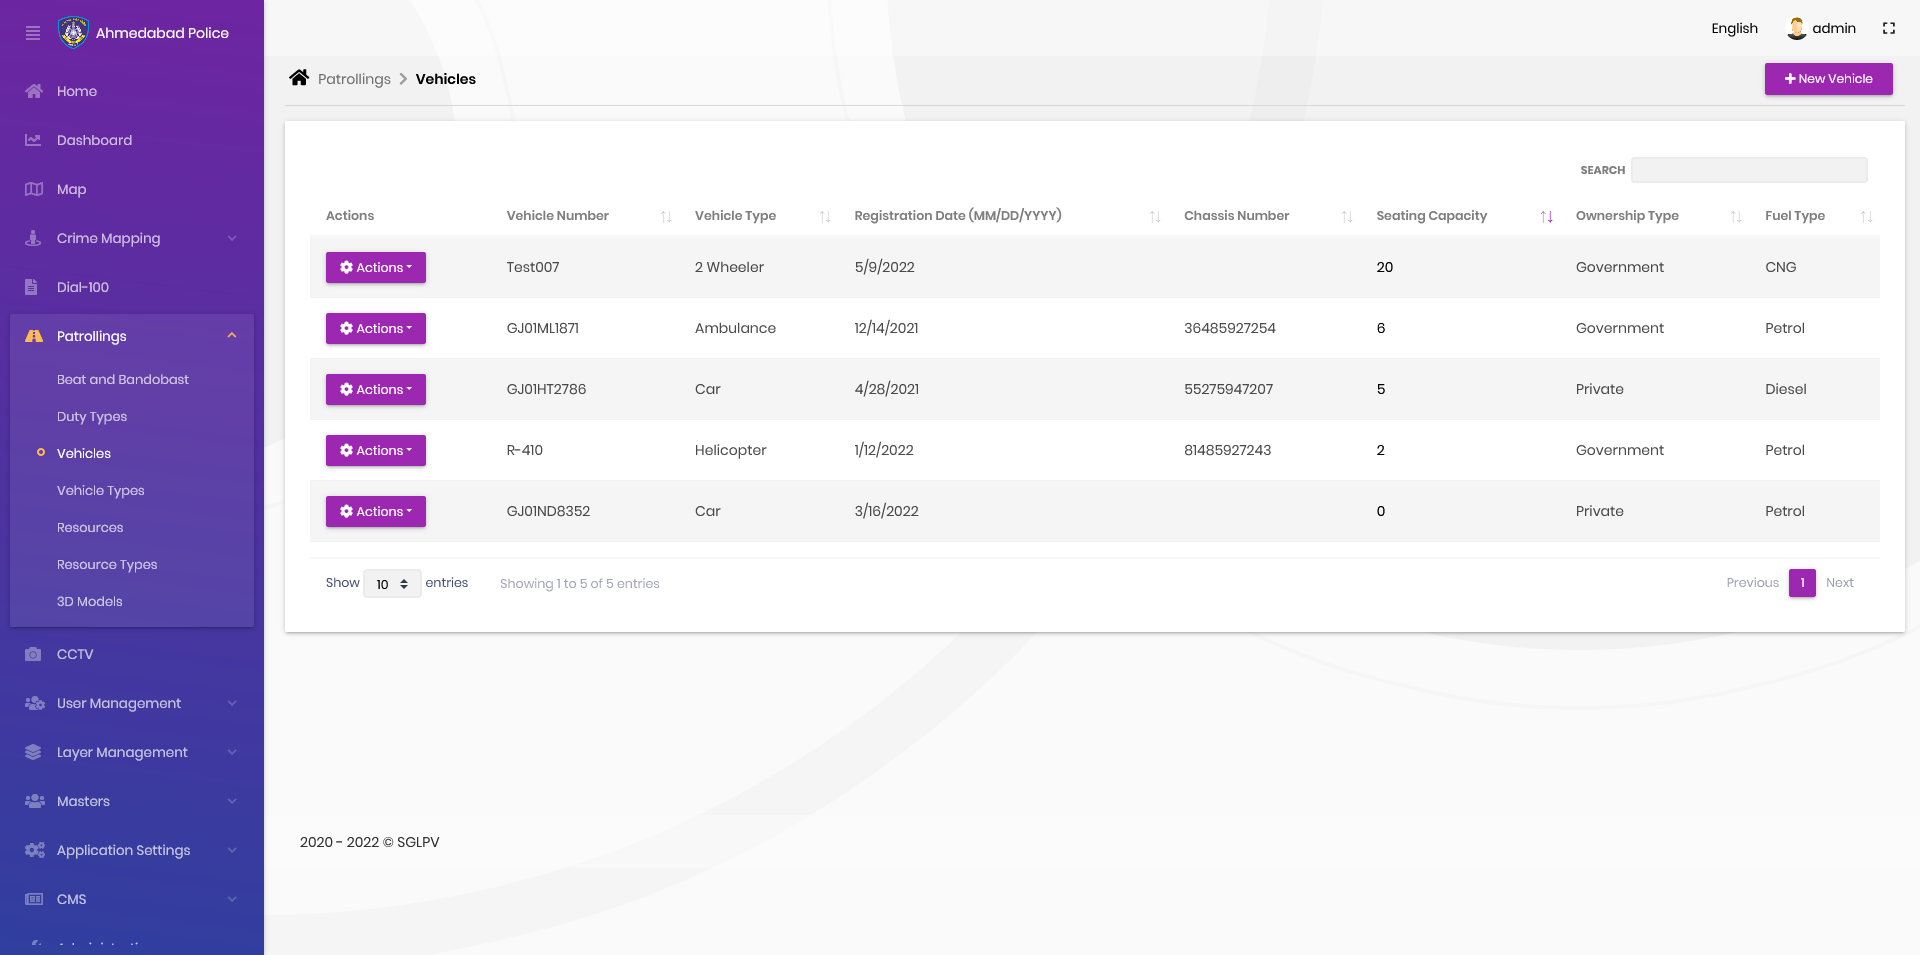 Ahmedabad Police
Home
Dashboard
Map
Crime Mapping
Dial-100
Patrollings
Beat and Bandobast
Duty Types
Vehicles
Vehicle Types
Resources
Resource Types
3D Models
CCTV
User Management
Layer Management
Masters
Application Settings
CMS
English admin
Patrollings Vehicles
New Vehicle
SEARCH
Actions Vehicle Number Vehicle Type Registration Date (MM/DD/YYYY) Chassis Number Seating Capacity Ownership Type Fuel Type
Actions Test007 2 Wheeler 5/9/2022 20 Government CNG
Actions GJ01ML1871 Ambulance 12/14/2021 36485927254 6 Government Petrol
Actions GJ01HT2786 Car 4/28/2021 55275947207 5 Private Diesel
Actions R-410 Helicopter 1/12/2022 81485927243 2 Government Petrol
Actions GJ01ND8352 Car 3/16/2022 0 Private Petrol
Show 10 entries Showing 1 to 5 of 5 entries Previous 1 Next
2020 - 2022 © SGLPV